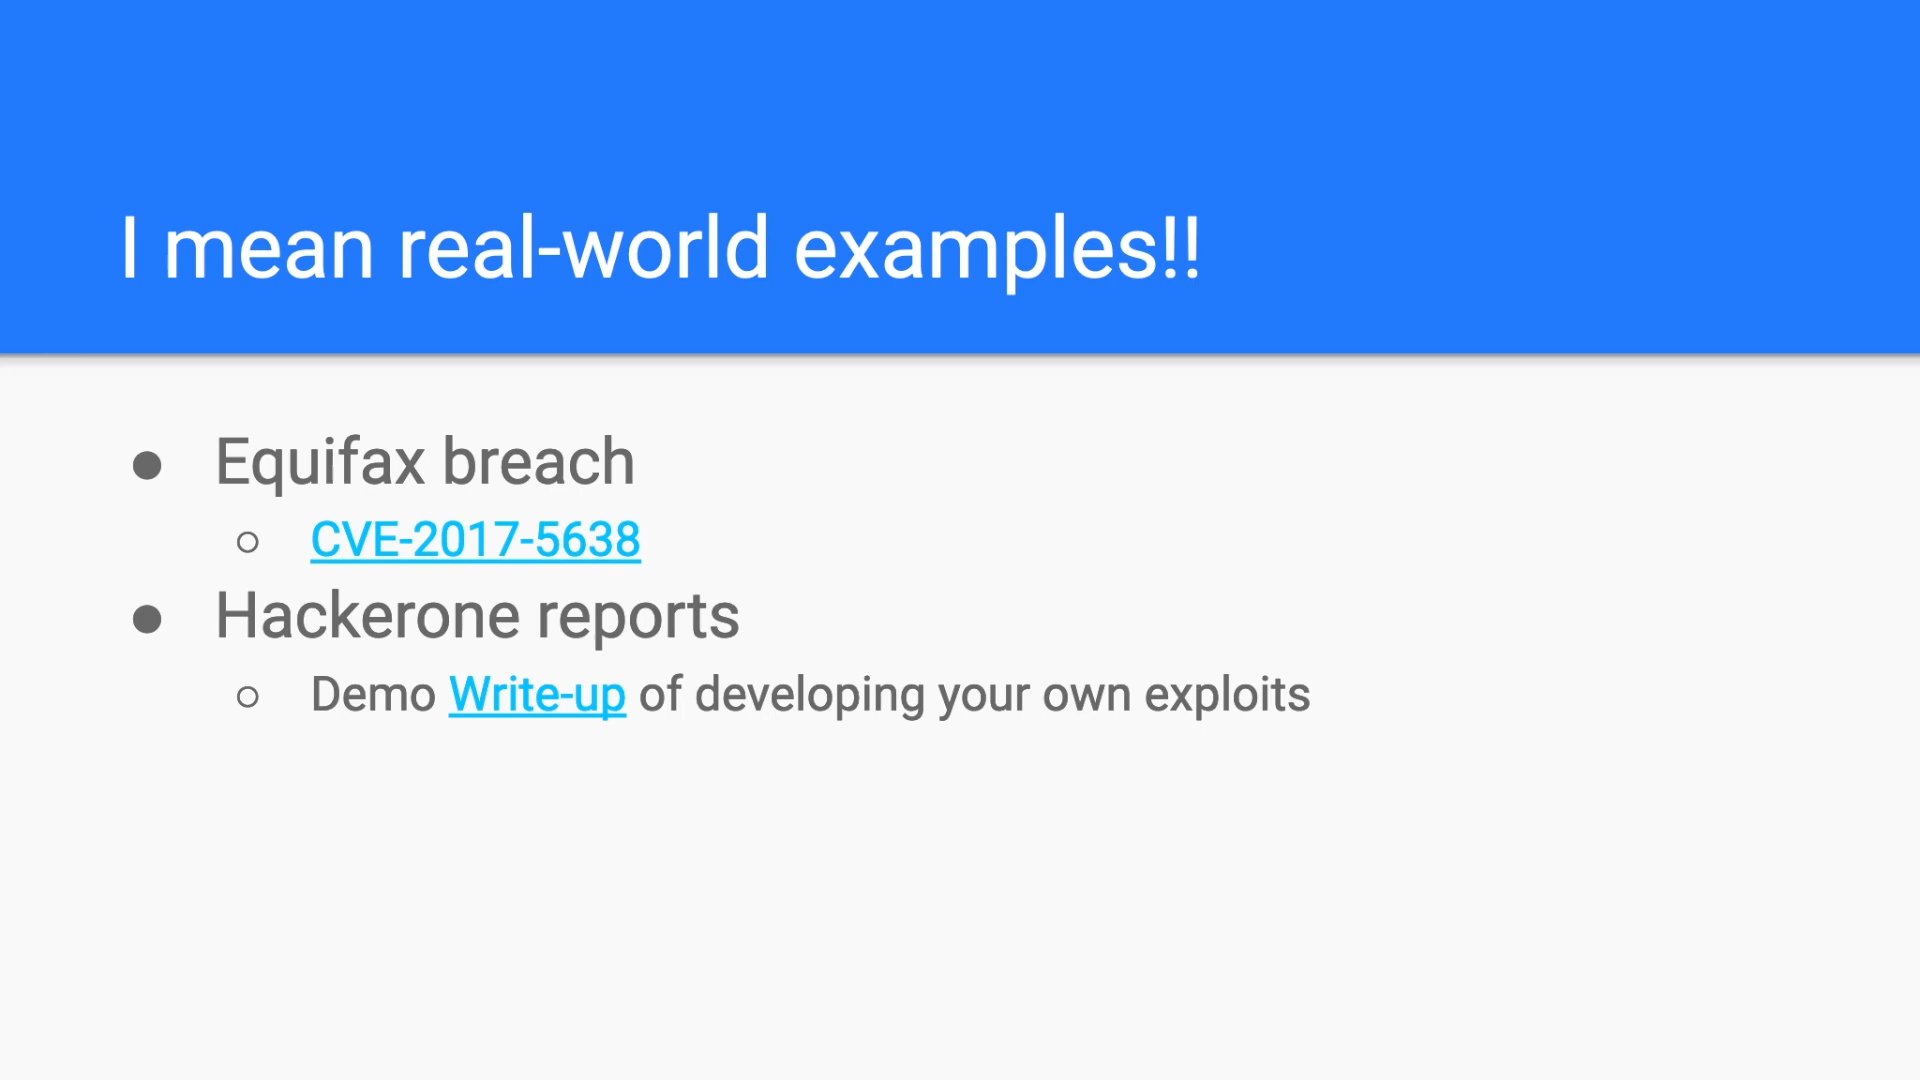 I mean real-world examples!!
● Equifax breach
○ CVE-2017-5638
● Hackerone reports
○ Demo Write-up of developing your own exploits